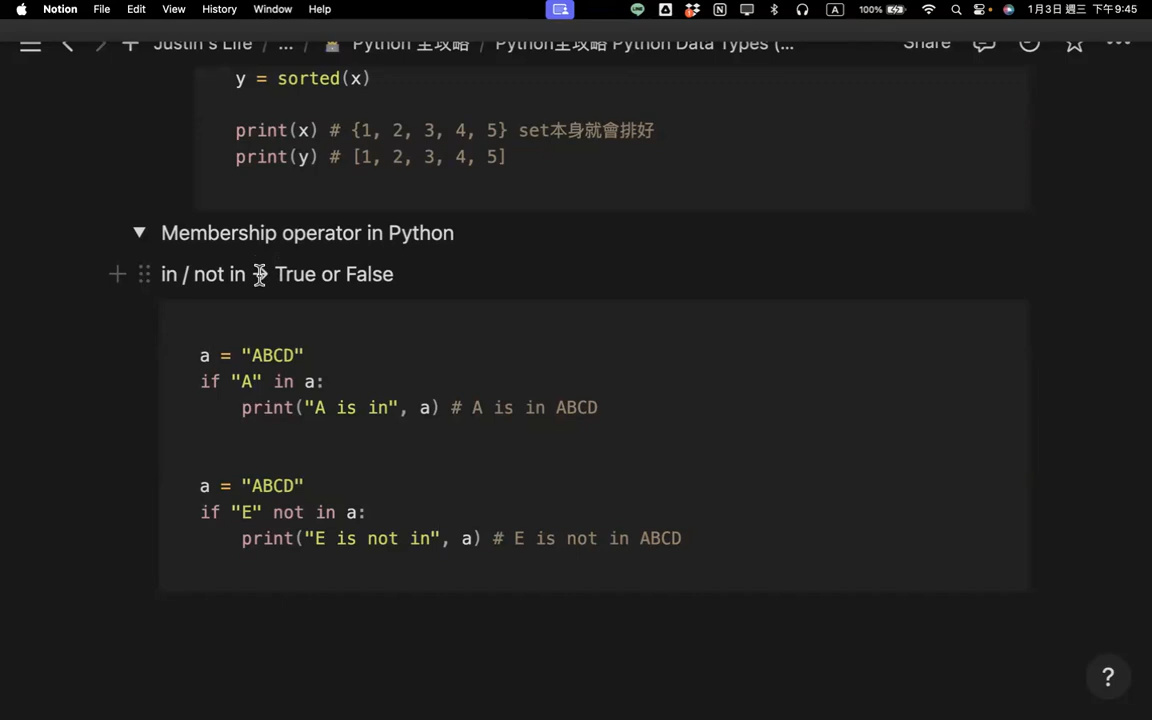 Notion File Edit View History Window Help 100% 1月3日 週三 下午9:45
Justin's Life / ... / Python 全攻略 / Python全攻略 Python Data Types (... Share
y = sorted(x)
print(x) # {1, 2, 3, 4, 5} set本身就會排好
print(y) # [1, 2, 3, 4, 5]
Membership operator in Python
in / not in → True or False
a = "ABCD"
if "A" in a:
print("A is in", a) # A is in ABCD
a = "ABCD"
if "E" not in a:
print("E is not in", a) # E is not in ABCD
?